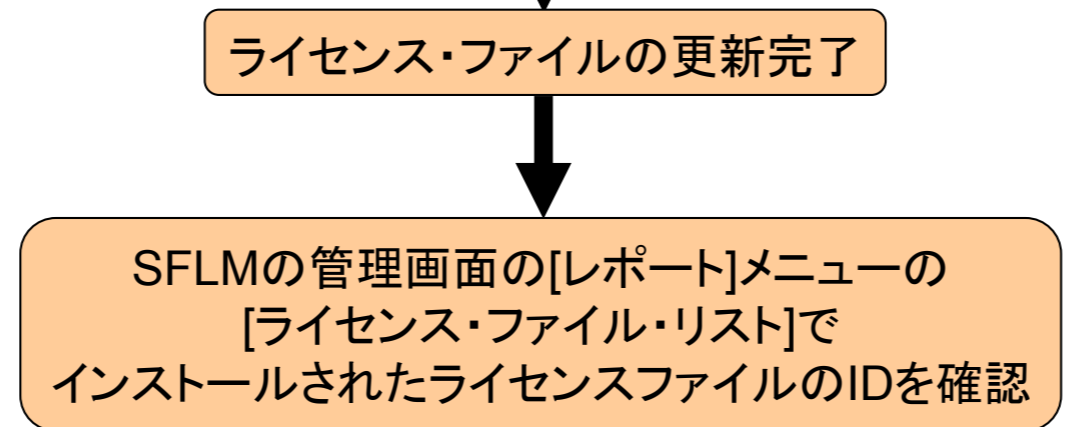 ライセンス・ファイルの更新完了
SFLMの管理画面の[レポート]メニューの
[ライセンス・ファイル・リスト]で
インストールされたライセンスファイルのIDを確認